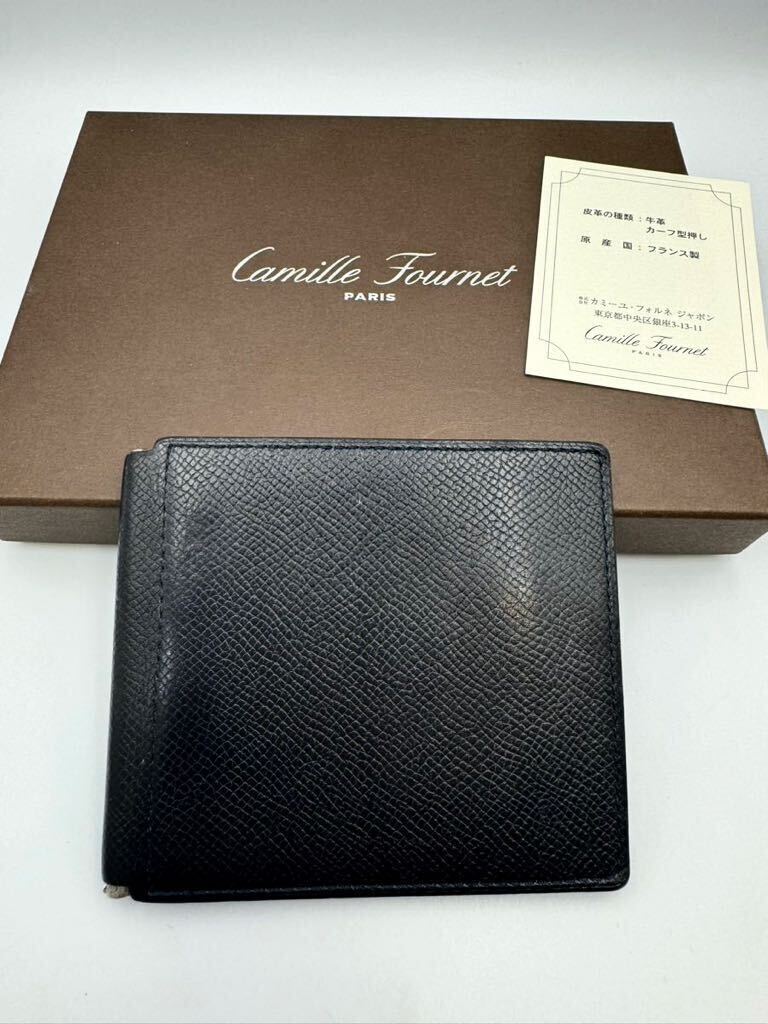 Camille Fournet
PARIS
皮革の種類：牛革
カーフ型押し
原産国：フランス製
株式会社 カミーユ・フォルネ ジャポン
東京都中央区銀座3-13-11
Camille Fournet
PARIS